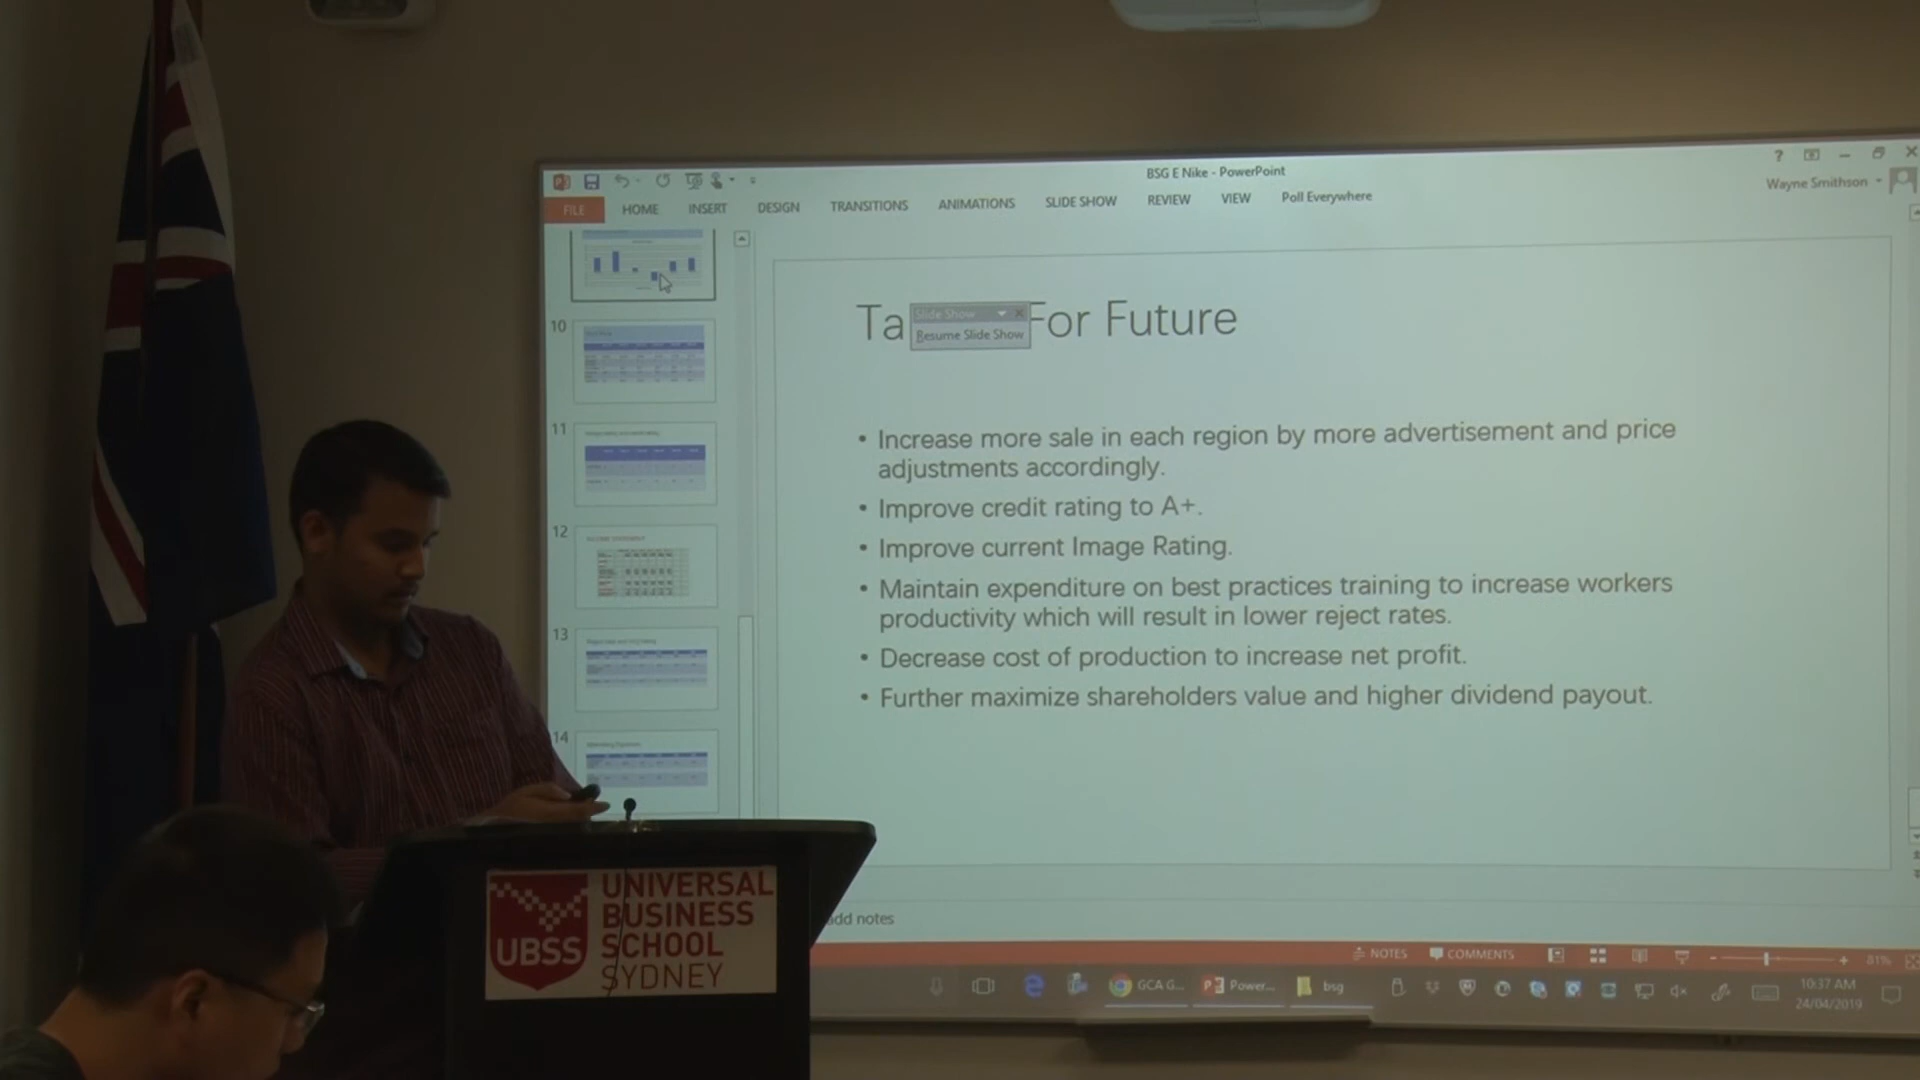 BSG E Nike - PowerPoint
?
Wayne Smithson
FILE HOME INSERT DESIGN TRANSITIONS ANIMATIONS SLIDE SHOW REVIEW VIEW Poll Everywhere
Ta For Future
Slide Show
Resume Slide Show
10
11
12
13
14
• Increase more sale in each region by more advertisement and price
adjustments accordingly.
• Improve credit rating to A+.
• Improve current Image Rating.
• Maintain expenditure on best practices training to increase workers
productivity which will result in lower reject rates.
• Decrease cost of production to increase net profit.
• Further maximize shareholders value and higher dividend payout.
add notes
NOTES COMMENTS 81%
GCA G... Power... bsg
10:37 AM
24/04/2019
UBSS
UNIVERSAL
BUSINESS
SCHOOL
SYDNEY